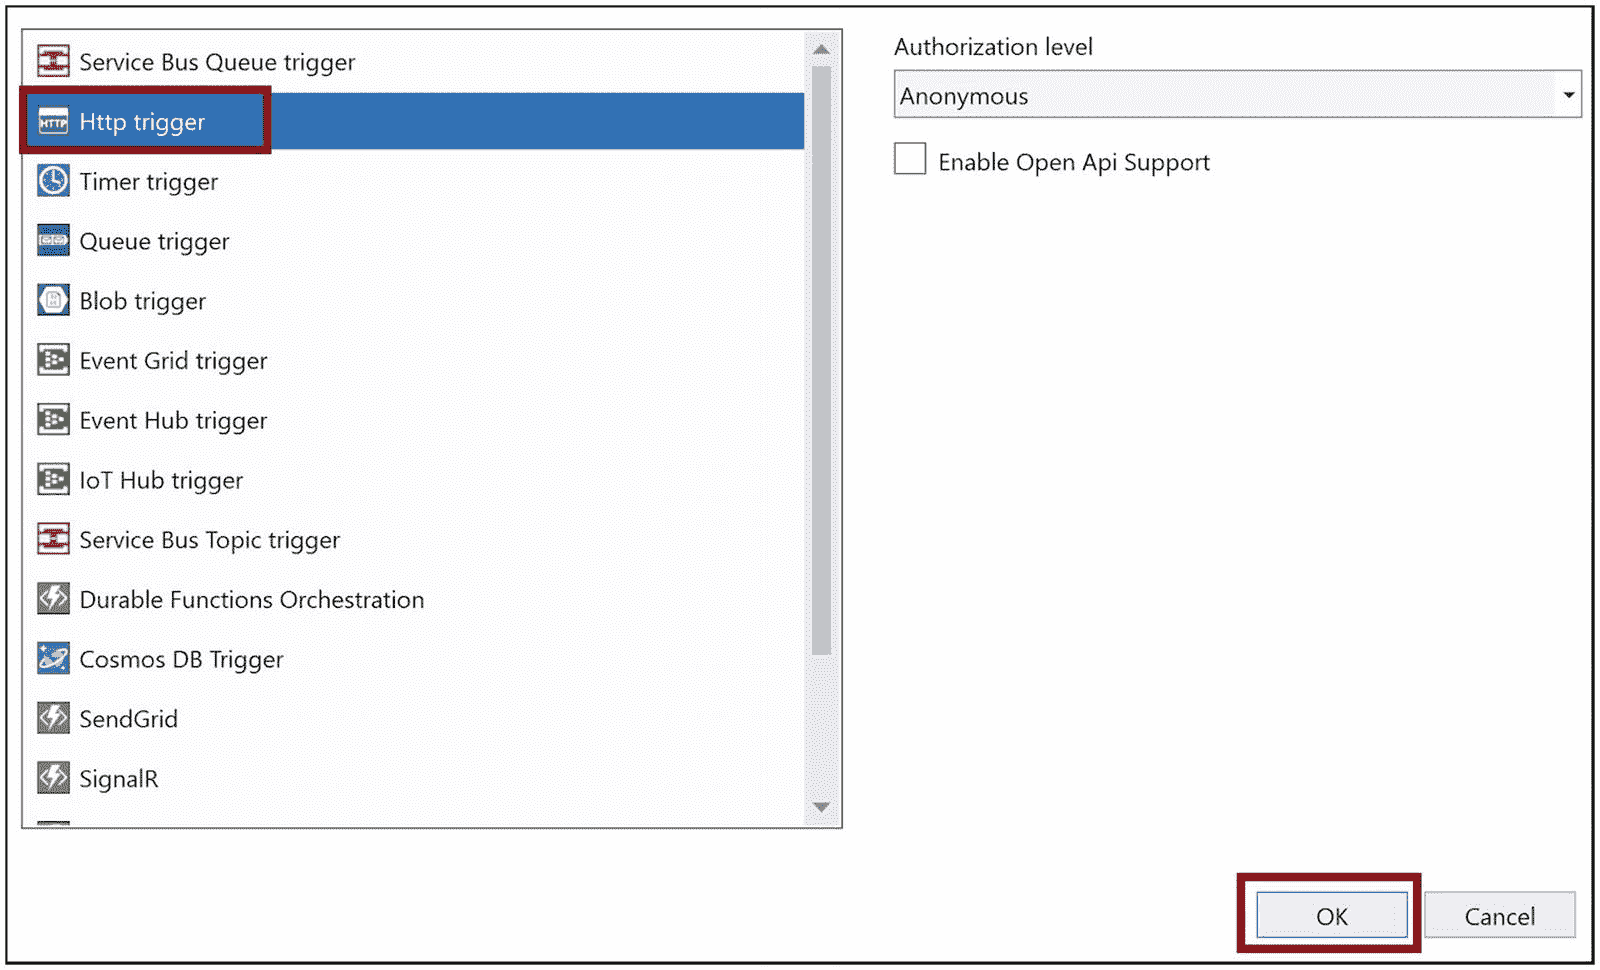 Service Bus Queue trigger
HTTP Http trigger
Timer trigger
Queue trigger
Blob trigger
Event Grid trigger
Event Hub trigger
IoT Hub trigger
Service Bus Topic trigger
Durable Functions Orchestration
Cosmos DB Trigger
SendGrid
SignalR
Authorization level
Anonymous
Enable Open Api Support
OK
Cancel